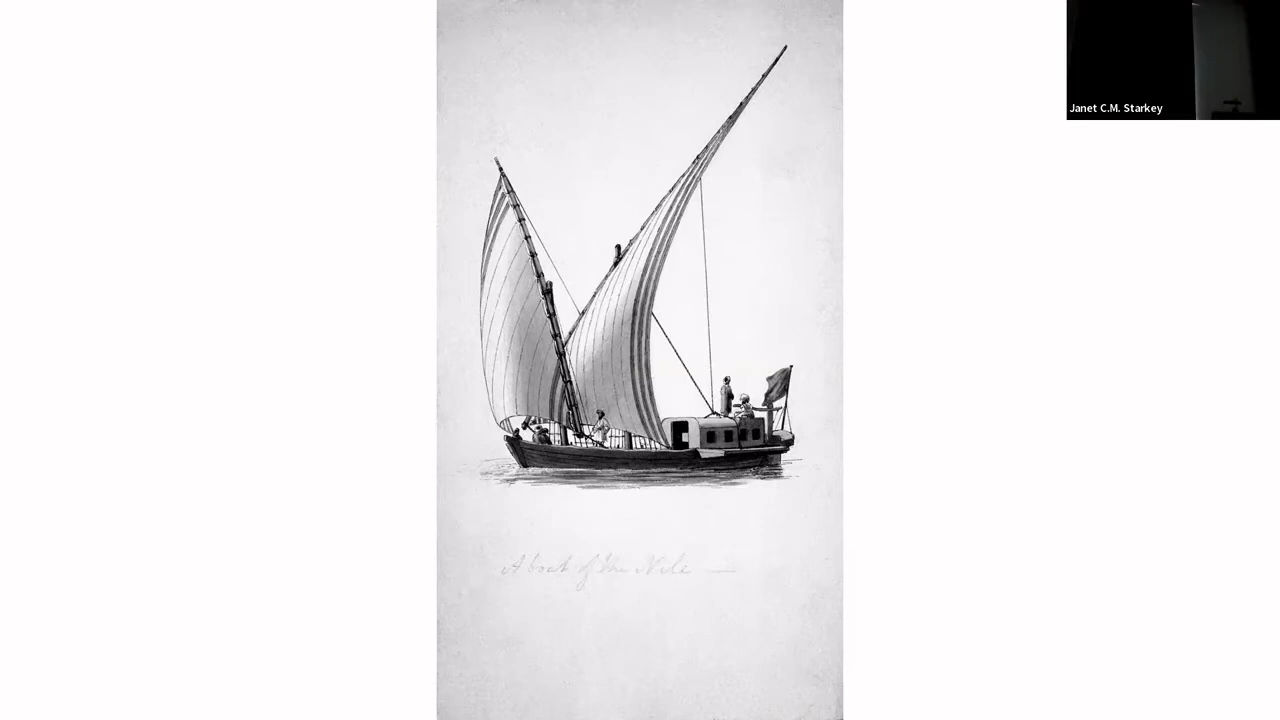 Janet C.M. Starkey
A boat of the Nile —